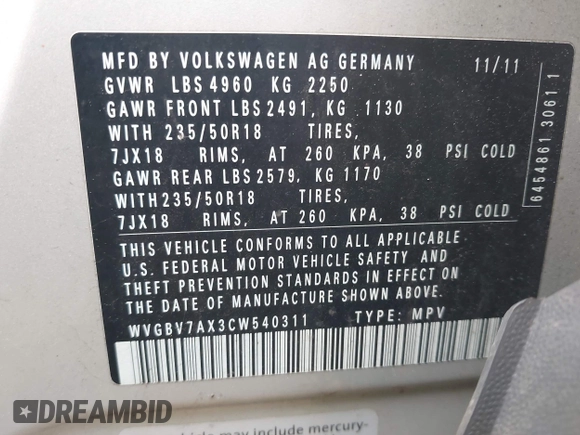 MFD BY VOLKSWAGEN AG GERMANY 11/11
GVWR LBS 4960 KG 2250
GAWR FRONT LBS 2491, KG 1130
WITH 235/50R18 TIRES,
7JX18 RIMS, AT 260 KPA, 38 PSI COLD
GAWR REAR LBS 2579, KG 1170
WITH 235/50R18 TIRES,
7JX18 RIMS, AT 260 KPA, 38 PSI COLD
THIS VEHICLE CONFORMS TO ALL APPLICABLE
U.S. FEDERAL MOTOR VEHICLE SAFETY AND
THEFT PREVENTION STANDARDS IN EFFECT ON
THE DATE OF MANUFACTURE SHOWN ABOVE.
WVGBV7AX3CW540311 TYPE: MPV
6454861 3061 1
DREAMBID
may include mercury-